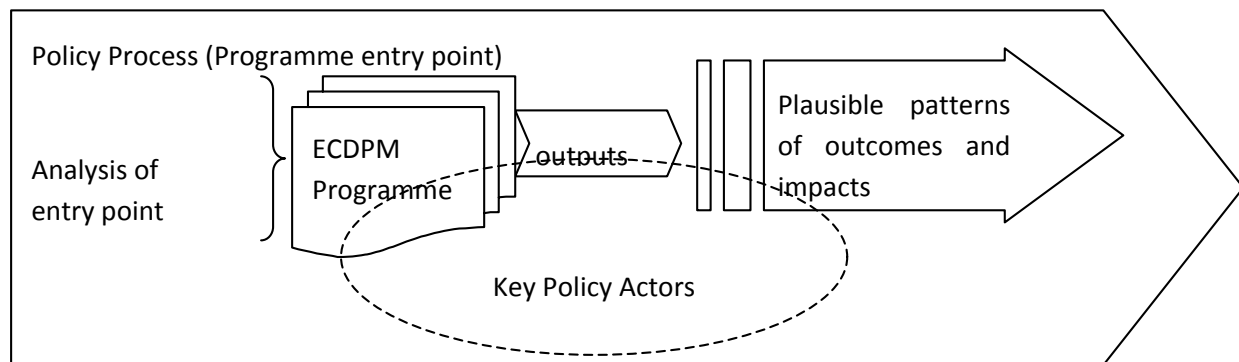 Policy Process (Programme entry point)
Analysis of
entry point
ECDPM
Programme
outputs
Plausible patterns
of outcomes and
impacts
Key Policy Actors